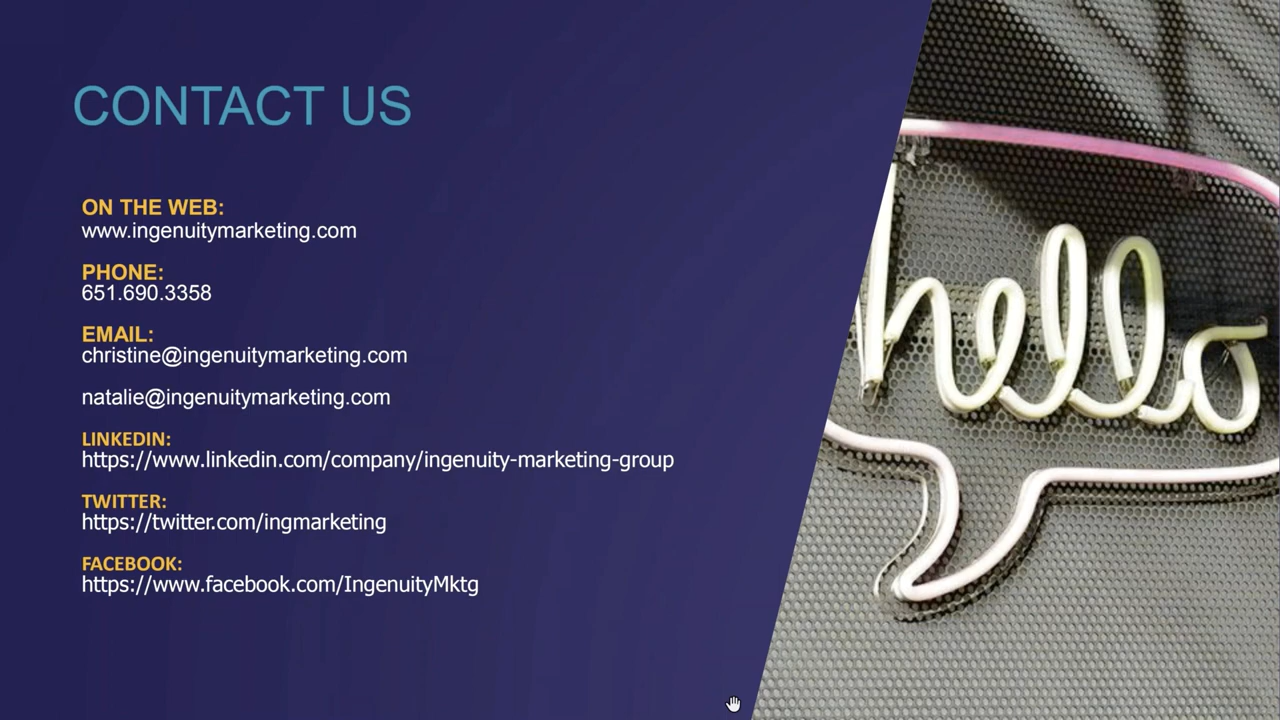 CONTACT US
ON THE WEB:
www.ingenuitymarketing.com
PHONE:
651.690.3358
EMAIL:
christine@ingenuitymarketing.com
natalie@ingenuitymarketing.com
LINKEDIN:
https://www.linkedin.com/company/ingenuity-marketing-group
TWITTER:
https://twitter.com/ingmarketing
FACEBOOK:
https://www.facebook.com/IngenuityMktg
hello